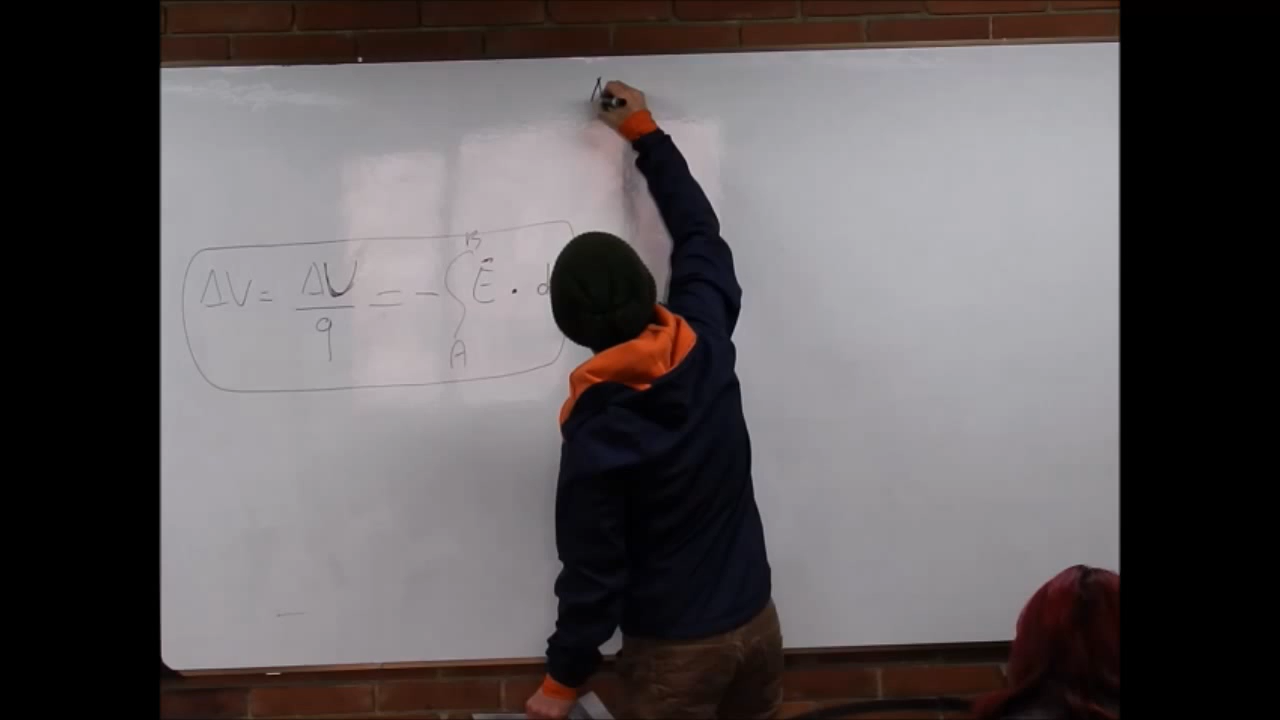 ΔV = ΔU/q = - ∫_A^B E⃗ · d